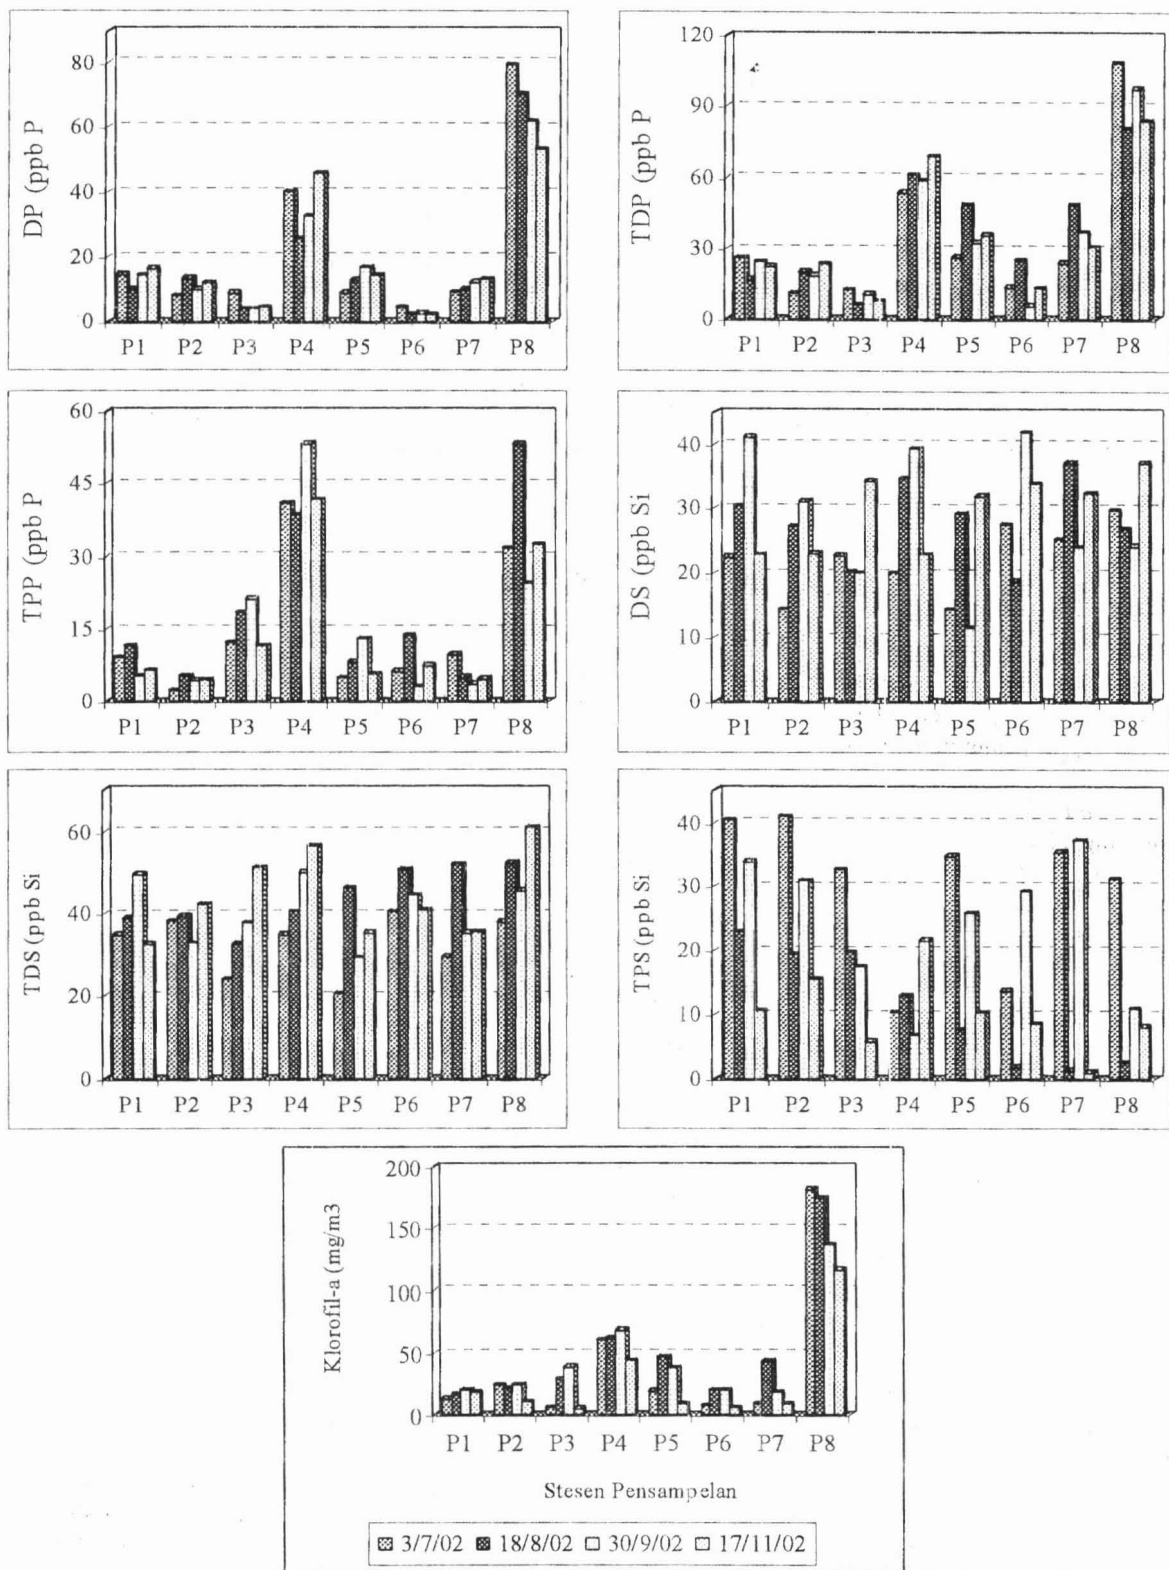 DP (ppb P
80
60
40
20
0
P1 P2 P3 P4 P5 P6 P7 P8
TDP (ppb P
120
90
60
30
0
P1 P2 P3 P4 P5 P6 P7 P8
TPP (ppb P
60
45
30
15
0
P1 P2 P3 P4 P5 P6 P7 P8
DS (ppb Si
40
30
20
10
0
P1 P2 P3 P4 P5 P6 P7 P8
TDS (ppb Si
60
40
20
0
P1 P2 P3 P4 P5 P6 P7 P8
TPS (ppb Si
40
30
20
10
0
P1 P2 P3 P4 P5 P6 P7 P8
Klorofil-a (mg/m3
200
150
100
50
0
P1 P2 P3 P4 P5 P6 P7 P8
Stesen Pensampelan
3/7/02 18/8/02 30/9/02 17/11/02